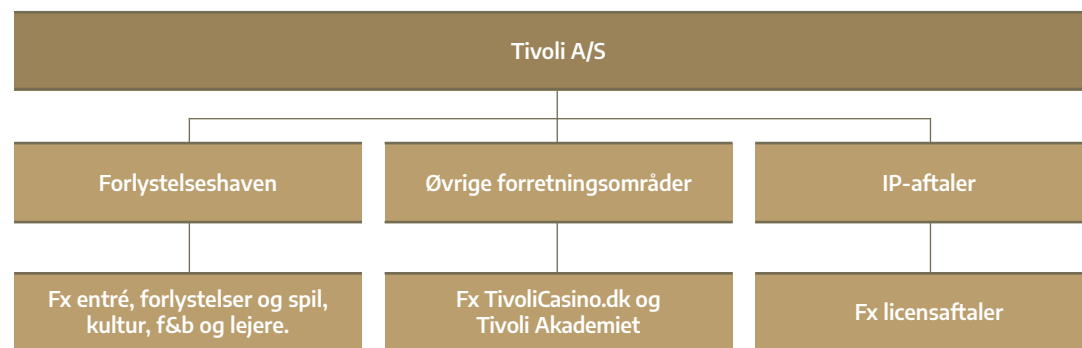 Tivoli A/S
Forlystelseshaven
Øvrige forretningsområder
IP-aftaler
Fx entré, forlystelser og spil,
kultur, f&b og lejere.
Fx TivoliCasino.dk og
Tivoli Akademiet
Fx licensaftaler